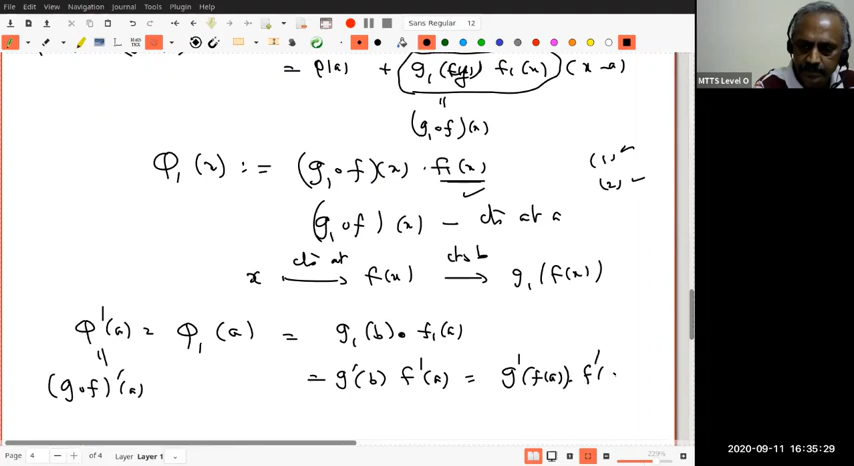 File Edit View Navigation Journal Tools Plugin Help
Sans Regular 12
= φ(a) + g₁(fy) f₁(x) (x-a)
||
(g₁∘f)(x)
φ₁(x) := (g₁∘f)(x) · f₁(x)
(1) ✓
(2) ✓
(g₁∘f)(x) — cts at a
x —cts at→ f(x) —cts b→ g₁(f(x))
φ'(a) = φ₁(a) = g₁(b) · f₁(a)
||
(g∘f)'(a) = g'(b) f'(a) = g'(f(a)). f'(
MTTS Level O
2020-09-11 16:35:29
Page 4 of 4 Layer Layer 1 229%